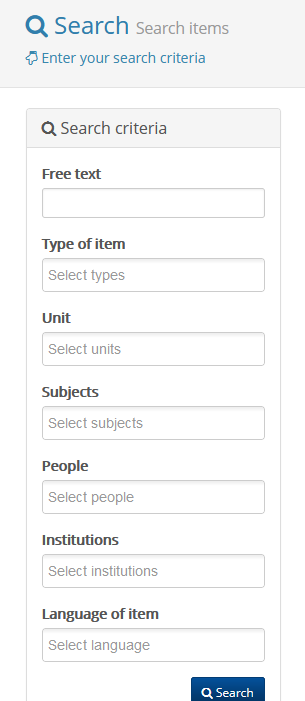 Search Search items
Enter your search criteria
Search criteria
Free text
Type of item
Select types
Unit
Select units
Subjects
Select subjects
People
Select people
Institutions
Select institutions
Language of item
Select language
Search